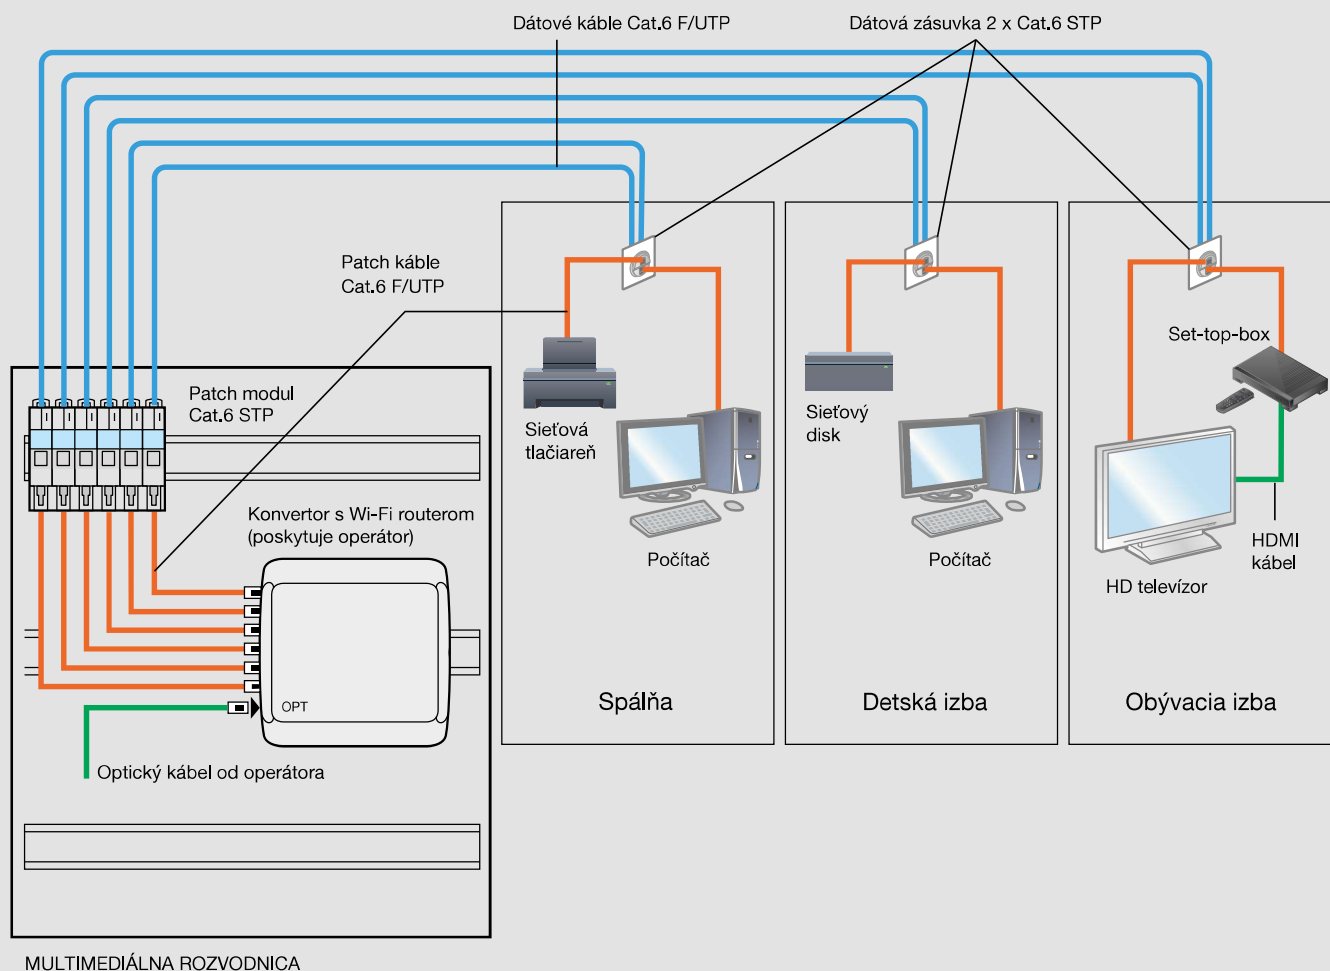 Dátové káble Cat.6 F/UTP
Dátová zásuvka 2 x Cat.6 STP
Patch káble
Cat.6 F/UTP
Patch modul
Cat.6 STP
Konvertor s Wi-Fi routerom
(poskytuje operátor)
OPT
Optický kábel od operátora
MULTIMEDIÁLNA ROZVODNICA
Sieťová
tlačiareň
Počítač
Spálňa
Sieťový
disk
Počítač
Detská izba
Set-top-box
HDMI
kábel
HD televízor
Obývacia izba